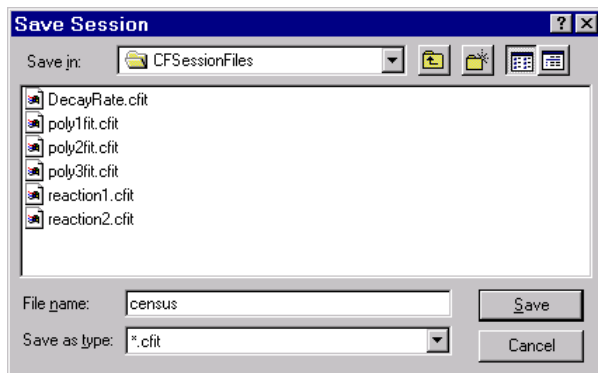 Save Session
Save in: CFSessionFiles
DecayRate.cfit
poly1fit.cfit
poly2fit.cfit
poly3fit.cfit
reaction1.cfit
reaction2.cfit
File name: census Save
Save as type: *.cfit Cancel